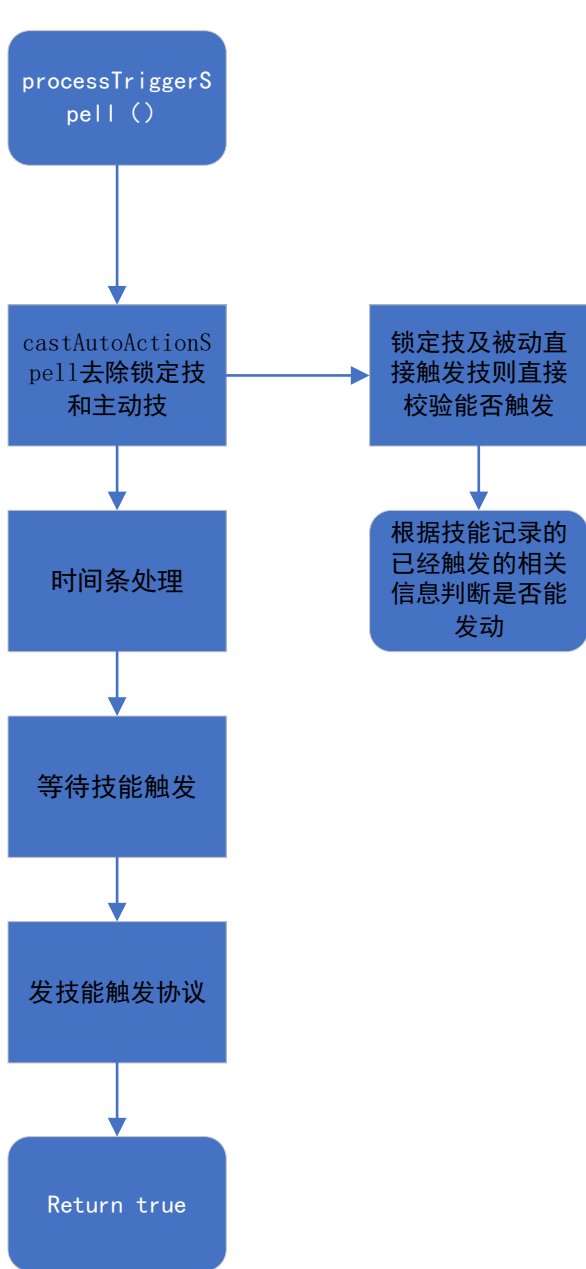 processTriggerS
pell（）
castAutoActionS
pell去除锁定技
和主动技
锁定技及被动直
接触发技则直接
校验能否触发
时间条处理
根据技能记录的
已经触发的相关
信息判断是否能
发动
等待技能触发
发技能触发协议
Return true